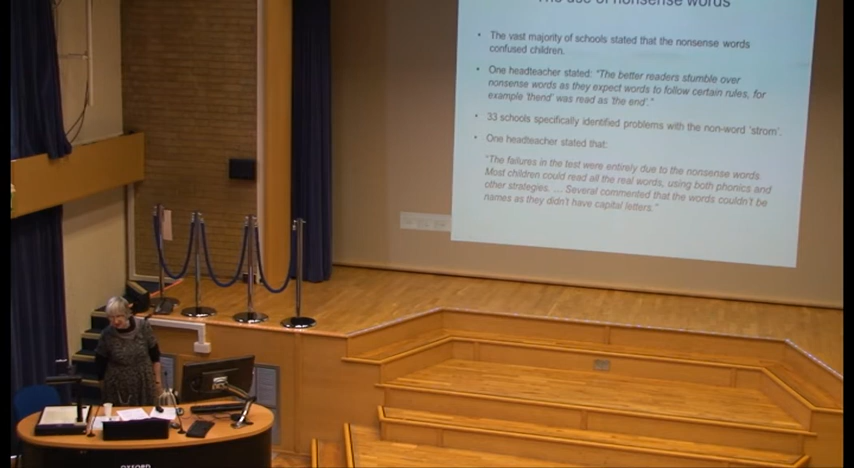 The use of nonsense words
• The vast majority of schools stated that the nonsense words
confused children.
• One headteacher stated: "The better readers stumble over
nonsense words as they expect words to follow certain rules, for
example 'thend' was read as 'the end'."
• 33 schools specifically identified problems with the non-word 'strom'.
• One headteacher stated that:
"The failures in the test were entirely due to the nonsense words.
Most children could read all the real words, using both phonics and
other strategies. … Several commented that the words couldn't be
names as they didn't have capital letters."
OXFORD